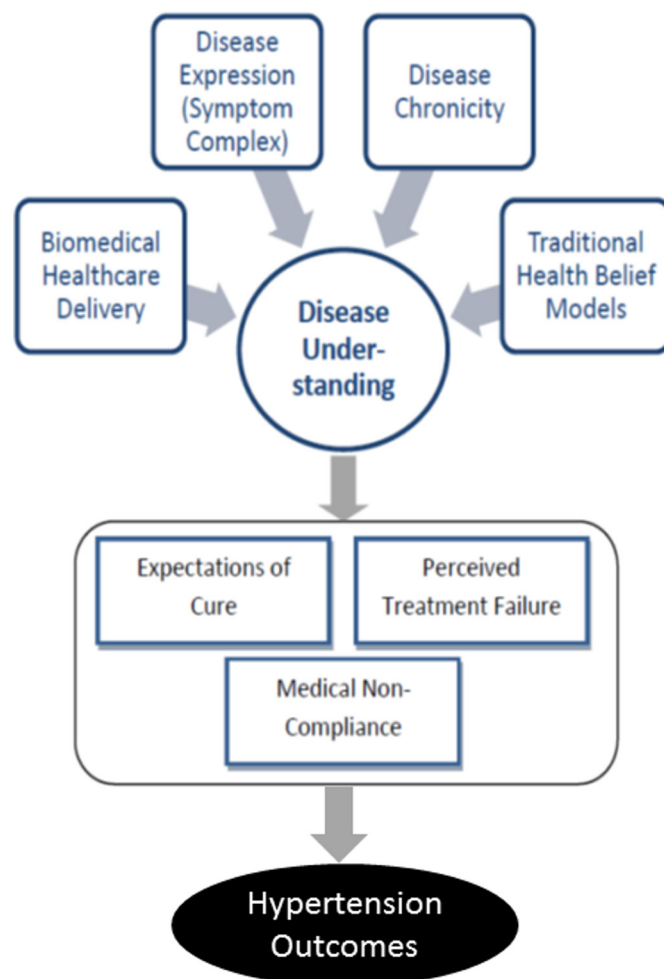 Disease
Expression
(Symptom
Complex)
Disease
Chronicity
Biomedical
Healthcare
Delivery
Traditional
Health Belief
Models
Disease
Under-
standing
Expectations of
Cure
Perceived
Treatment Failure
Medical Non-
Compliance
Hypertension
Outcomes